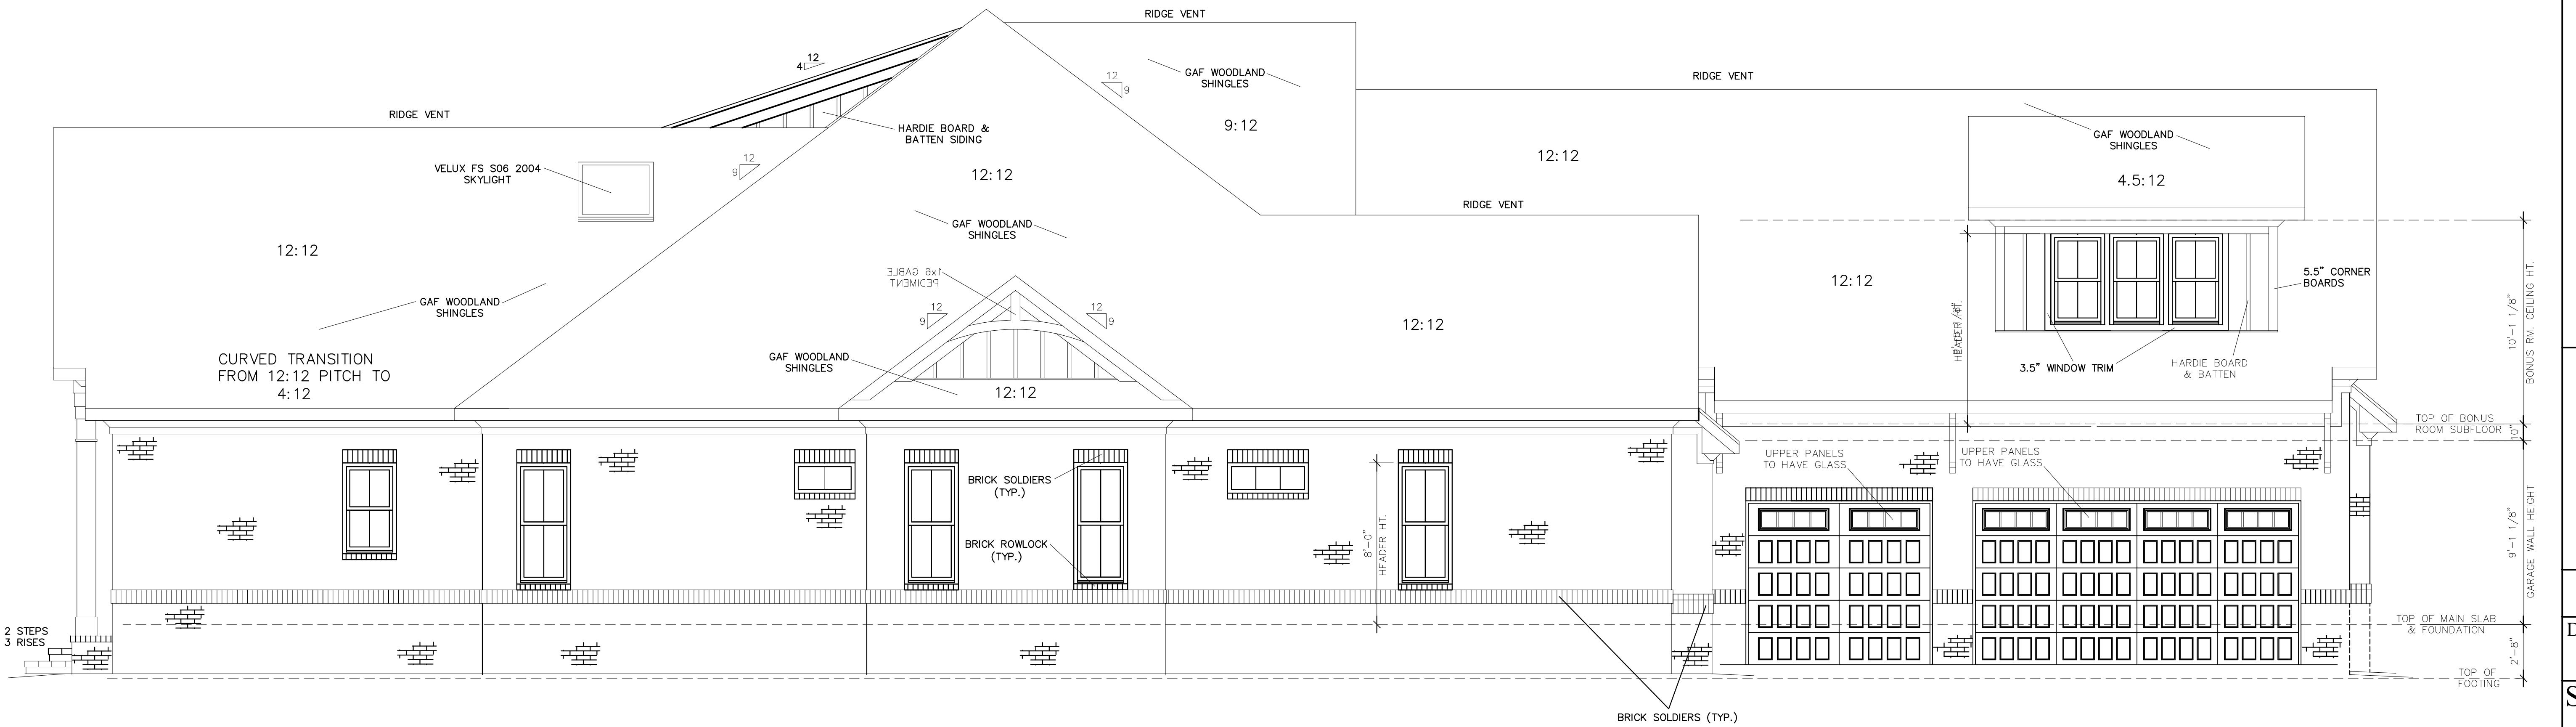 RIDGE VENT
12
4
GAF WOODLAND
SHINGLES
12
9
RIDGE VENT
RIDGE VENT
HARDIE BOARD &
BATTEN SIDING
9:12
GAF WOODLAND
SHINGLES
VELUX FS S06 2004
SKYLIGHT
12
9
12:12
12:12
4.5:12
RIDGE VENT
GAF WOODLAND
SHINGLES
12:12
1x6 GABLE
PEDIMENT
12:12
5.5" CORNER
BOARDS
GAF WOODLAND
SHINGLES
12
9
12
9
12:12
HEADER HT.
10'-1 1/8"
BONUS RM. CEILING HT.
CURVED TRANSITION
FROM 12:12 PITCH TO
4:12
GAF WOODLAND
SHINGLES
12:12
3.5" WINDOW TRIM
HARDIE BOARD
& BATTEN
TOP OF BONUS
ROOM SUBFLOOR
10"
UPPER PANELS
TO HAVE GLASS
UPPER PANELS
TO HAVE GLASS
BRICK SOLDIERS
(TYP.)
BRICK ROWLOCK
(TYP.)
8'-0"
HEADER HT.
9'-1 1/8"
GARAGE WALL HEIGHT
2 STEPS
3 RISES
TOP OF MAIN SLAB
& FOUNDATION
2'-8"
TOP OF
FOOTING
BRICK SOLDIERS (TYP.)
D
S